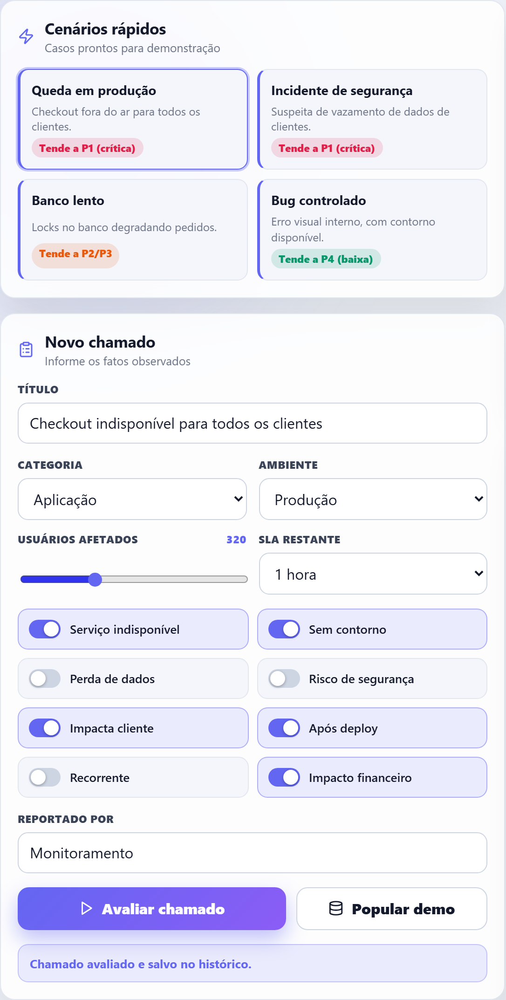 Cenários rápidos
Casos prontos para demonstração
Queda em produção
Checkout fora do ar para todos os
clientes.
Tende a P1 (crítica)
Incidente de segurança
Suspeita de vazamento de dados de
clientes.
Tende a P1 (crítica)
Banco lento
Locks no banco degradando pedidos.
Tende a P2/P3
Bug controlado
Erro visual interno, com contorno
disponível.
Tende a P4 (baixa)
Novo chamado
Informe os fatos observados
TÍTULO
Checkout indisponível para todos os clientes
CATEGORIA
Aplicação
AMBIENTE
Produção
USUÁRIOS AFETADOS 320
SLA RESTANTE
1 hora
Serviço indisponível
Sem contorno
Perda de dados
Risco de segurança
Impacta cliente
Após deploy
Recorrente
Impacto financeiro
REPORTADO POR
Monitoramento
Avaliar chamado
Popular demo
Chamado avaliado e salvo no histórico.